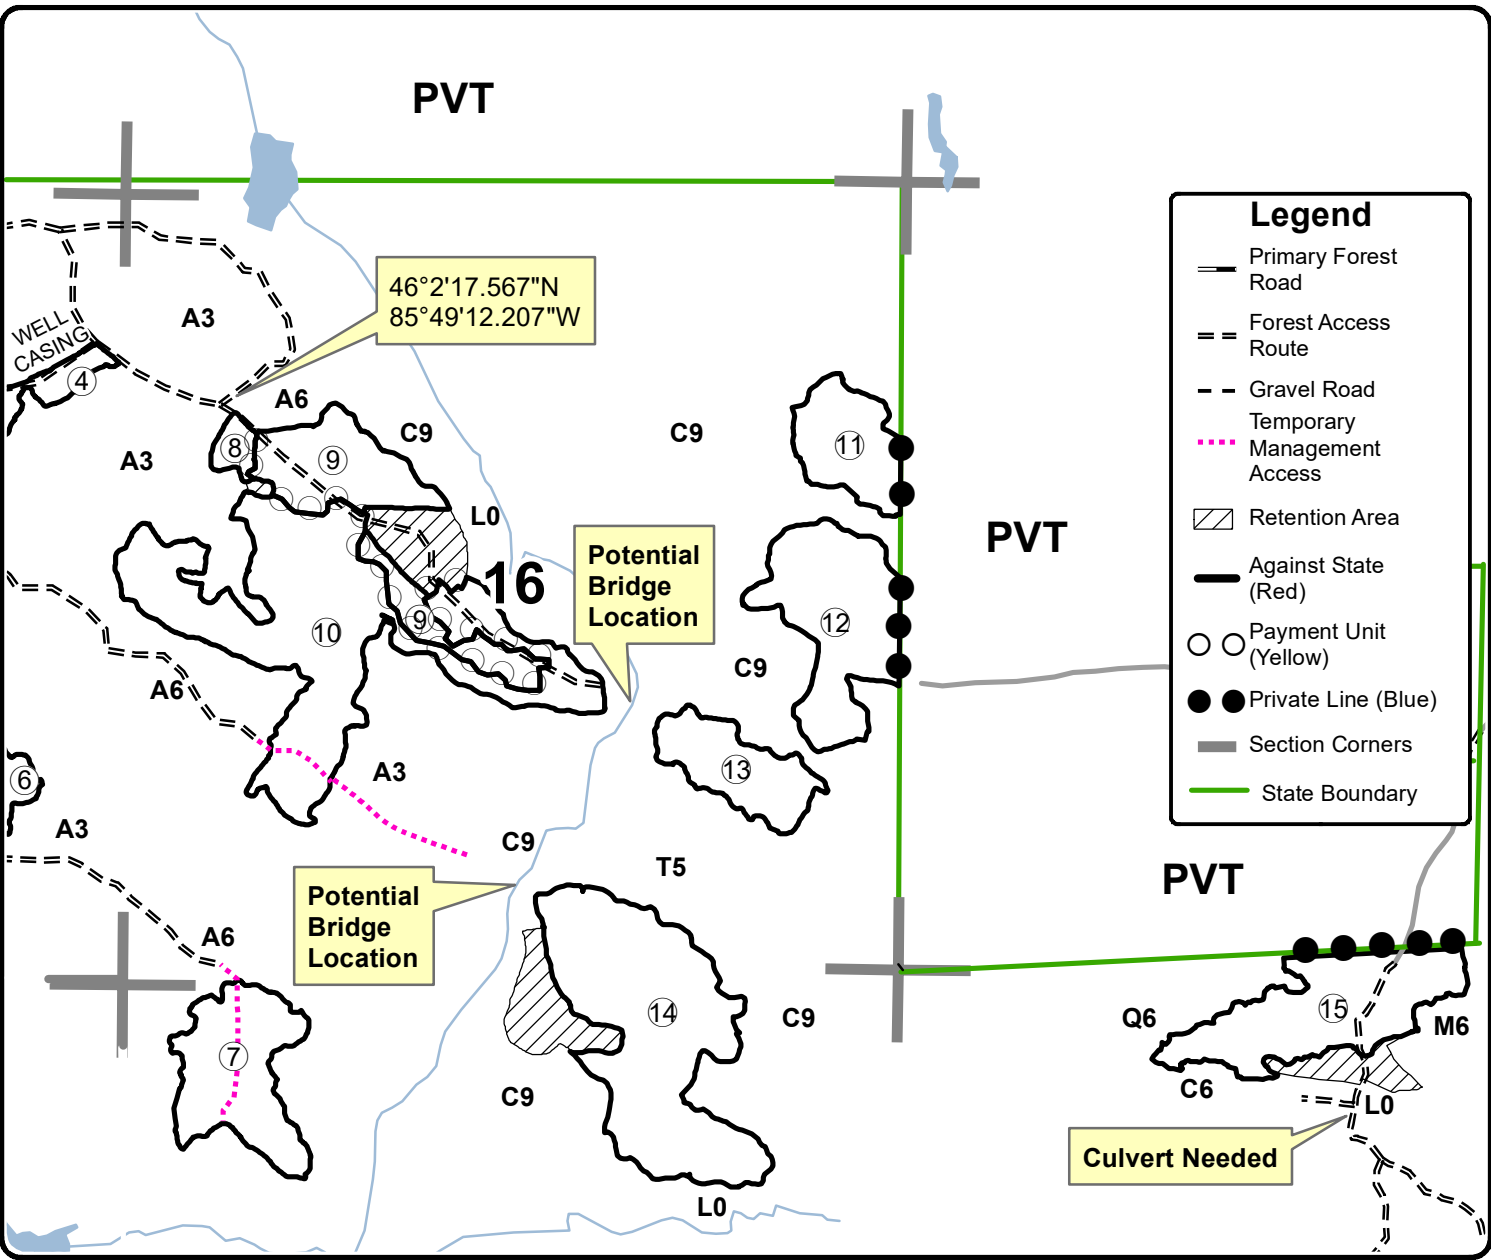 PVT
Legend
Primary Forest
Road
46°2'17.567"N
85°49'12.207"W
A3
WELL
CASING
Forest Access
Route
4
A6
Gravel Road
C9
C9
Temporary
Management
Access
A3
8
9
11
L0
Retention Area
PVT
Potential
Bridge
Location
16
Against State
(Red)
10
9
12
Payment Unit
(Yellow)
C9
A6
Private Line (Blue)
Section Corners
6
A3
13
State Boundary
A3
C9
T5
PVT
Potential
Bridge
Location
A6
14
C9
Q6
15
M6
7
C9
C6
L0
Culvert Needed
L0